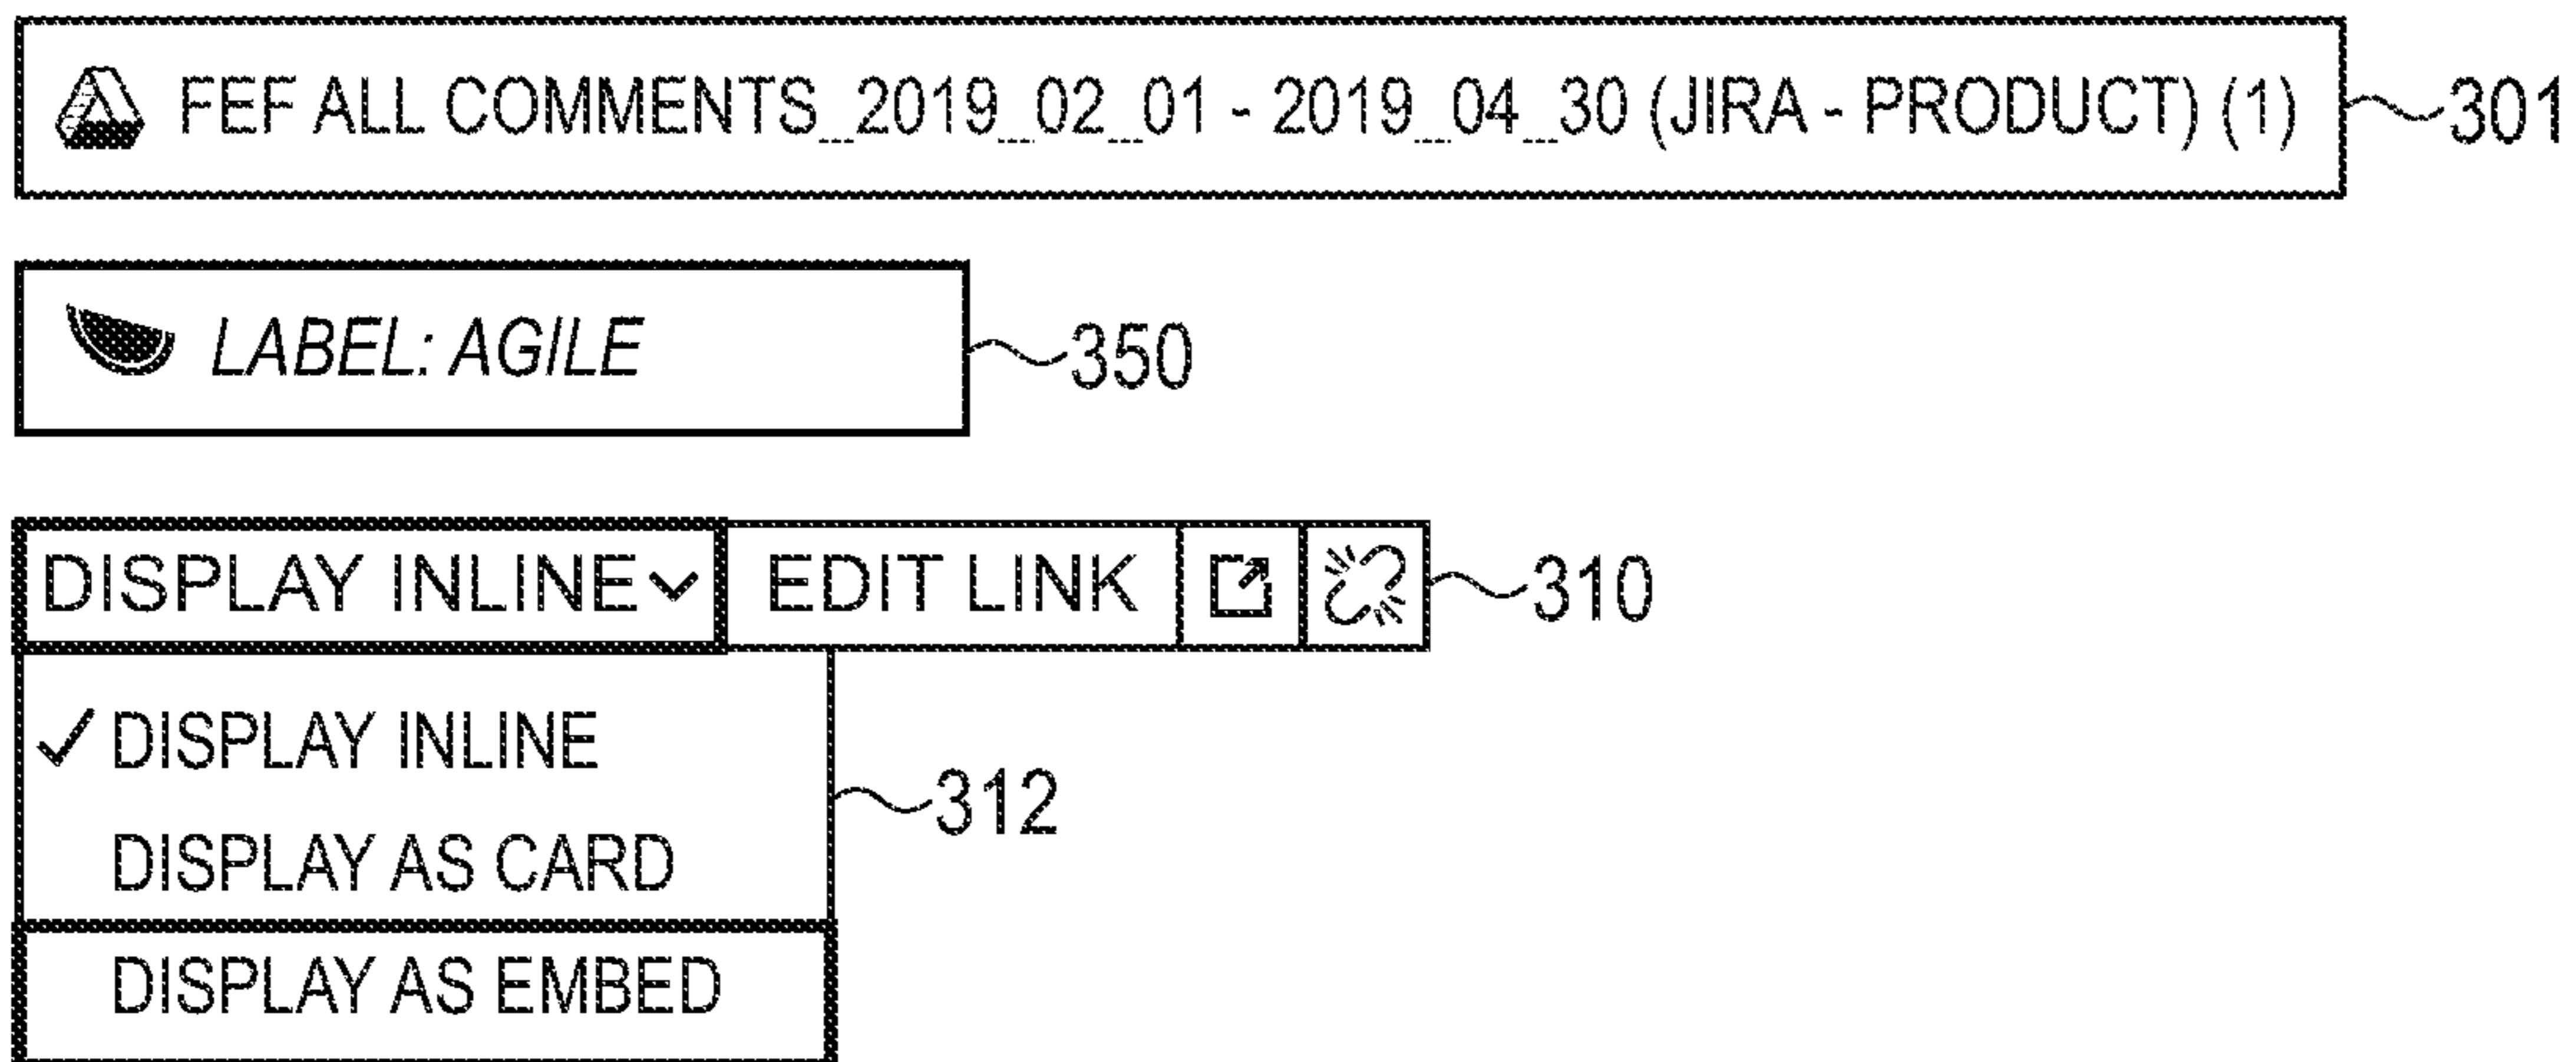 FEF ALL COMMENTS_2019_02_01 - 2019_04_30 (JIRA - PRODUCT) (1) 301
LABEL: AGILE 350
DISPLAY INLINE EDIT LINK 310
DISPLAY INLINE
312
DISPLAY AS CARD
DISPLAY AS EMBED